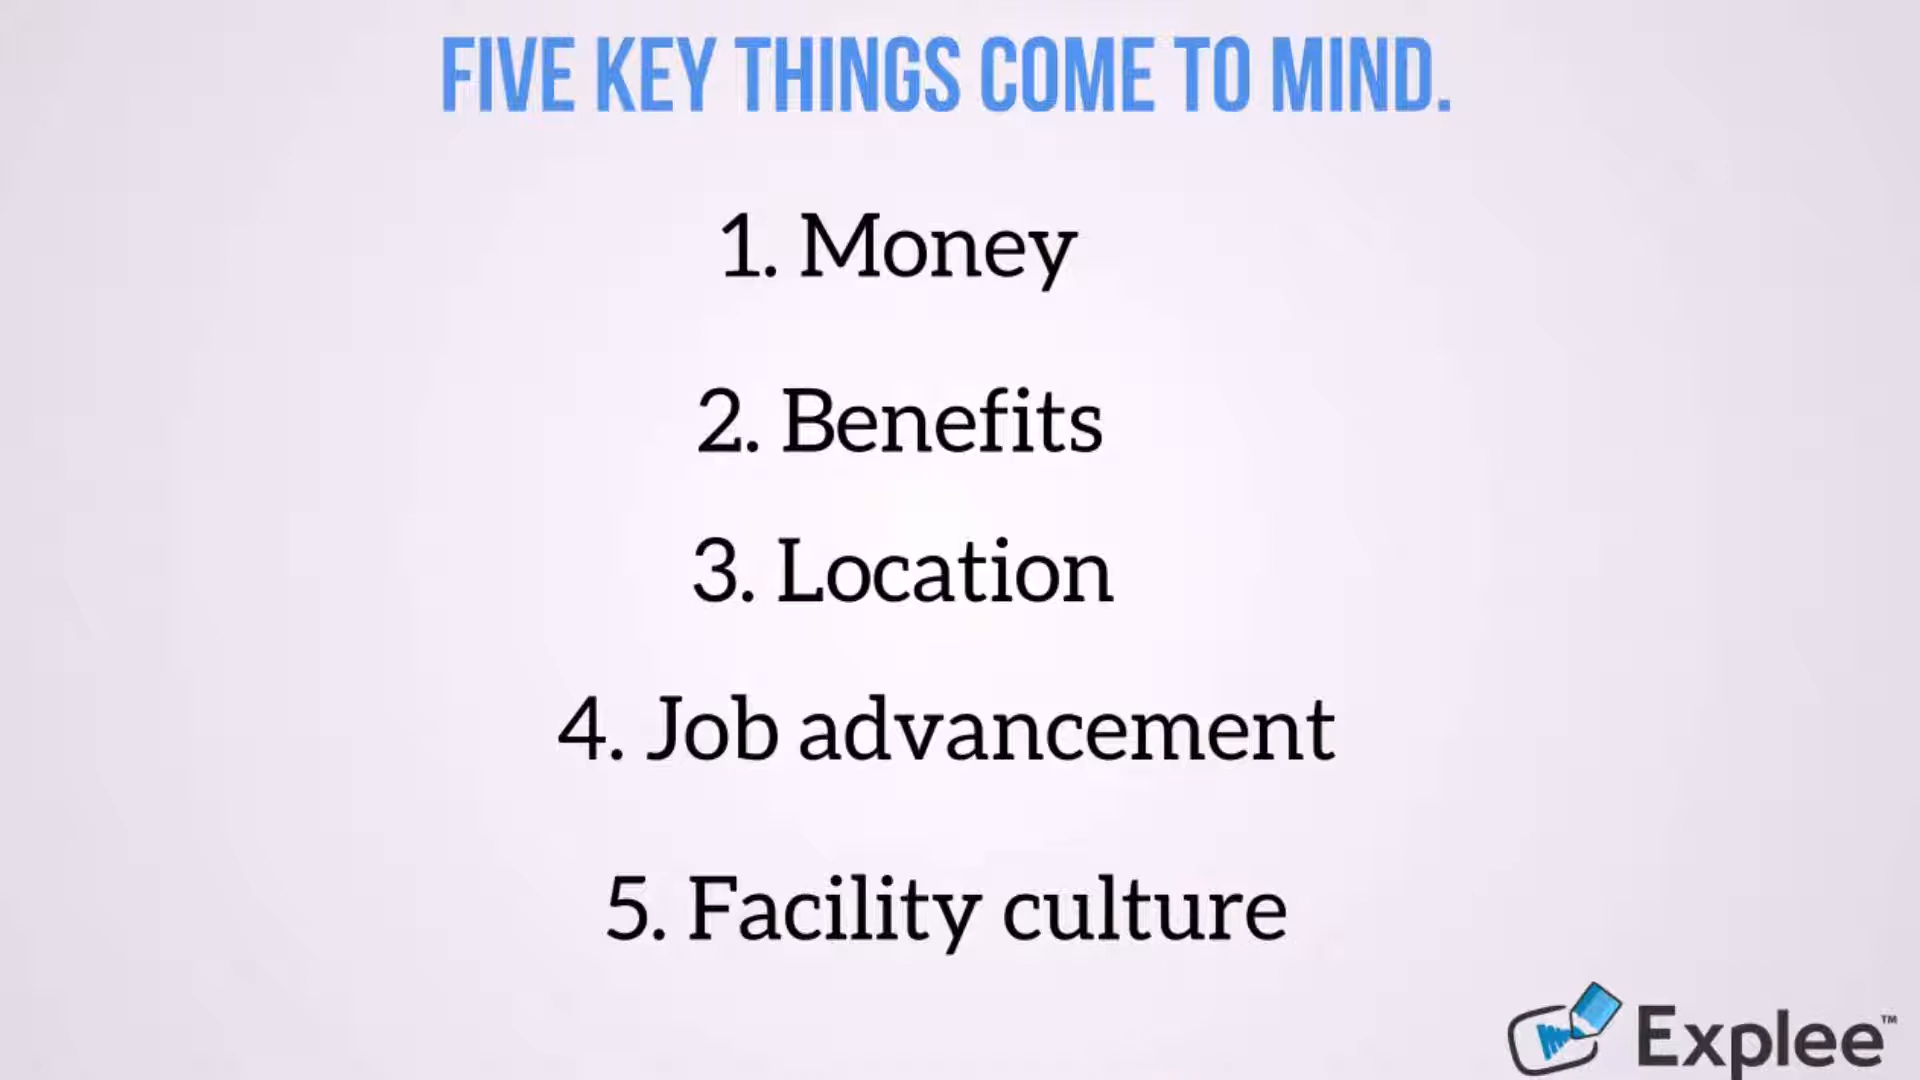 FIVE KEY THINGS COME TO MIND.
1. Money
2. Benefits
3. Location
4. Job advancement
5. Facility culture
Explee™